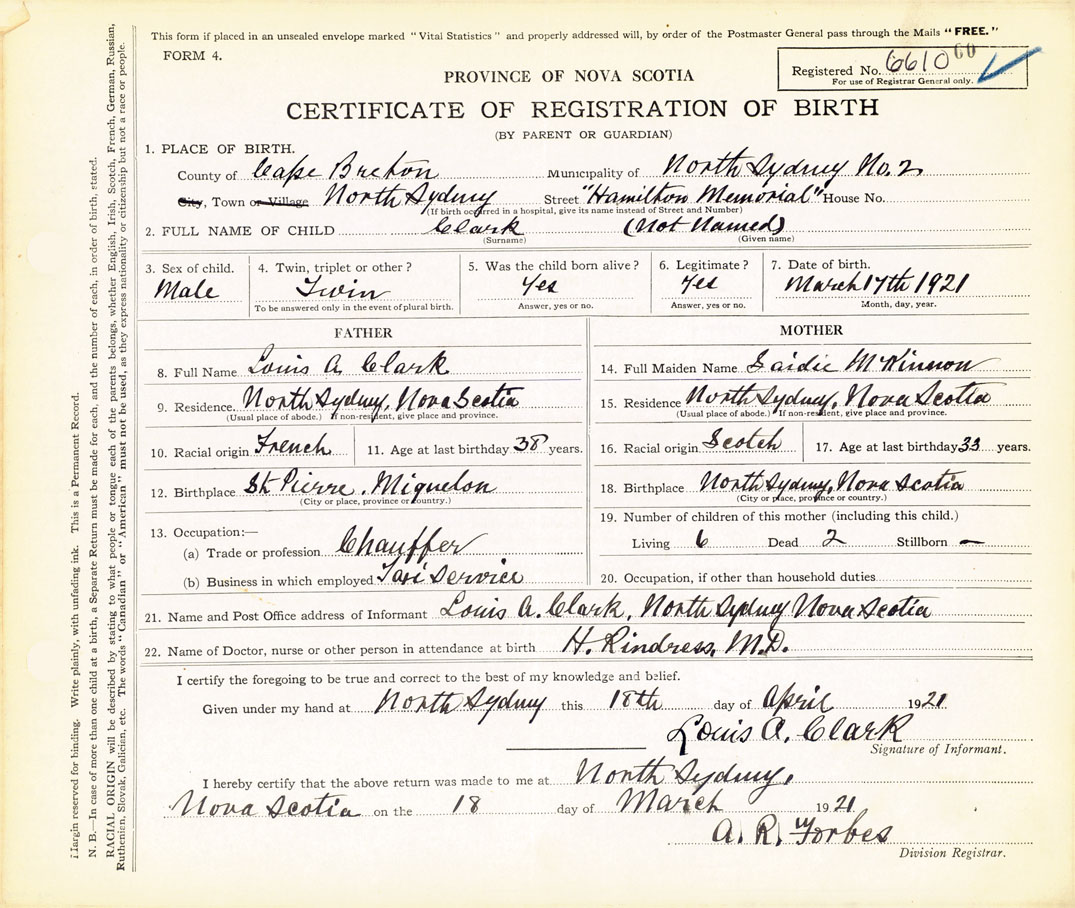 This form if placed in an unsealed envelope marked "Vital Statistics" and properly addressed will, by order of the Postmaster General pass through the Mails "FREE."
FORM 4.
Registered No. 6610 60
For use of Registrar General only.
PROVINCE OF NOVA SCOTIA
CERTIFICATE OF REGISTRATION OF BIRTH
(BY PARENT OR GUARDIAN)
1. PLACE OF BIRTH.
County of Cape Breton Municipality of North Sydney No. 2
City, Town or Village North Sydney Street "Hamilton Memorial" House No.
(If birth occurred in a hospital, give its name instead of Street and Number)
2. FULL NAME OF CHILD Clark (Not Named)
(Surname) (Given name)
3. Sex of child. 4. Twin, triplet or other? 5. Was the child born alive? 6. Legitimate? 7. Date of birth.
Male Twin Yes Yes March 17th 1921
To be answered only in the event of plural birth. Answer, yes or no. Answer, yes or no. Month, day, year.
FATHER
8. Full Name Louis A. Clark
9. Residence. North Sydney, Nova Scotia
(Usual place of abode.) If non-resident, give place and province.
10. Racial origin French 11. Age at last birthday 38 years.
12. Birthplace St Pierre, Miquelon
(City or place, province or country.)
13. Occupation:—
(a) Trade or profession Chauffer
(b) Business in which employed Taxi Service
MOTHER
14. Full Maiden Name Saidie McKinnon
15. Residence North Sydney, Nova Scotia
(Usual place of abode.) If non-resident, give place and province.
16. Racial origin Scotch 17. Age at last birthday 33 years.
18. Birthplace North Sydney, Nova Scotia
(City or place, province or country.)
19. Number of children of this mother (including this child.)
Living 6 Dead 2 Stillborn —
20. Occupation, if other than household duties.
21. Name and Post Office address of Informant Louis A. Clark, North Sydney Nova Scotia
22. Name of Doctor, nurse or other person in attendance at birth H. Rindress, M.D.
I certify the foregoing to be true and correct to the best of my knowledge and belief.
Given under my hand at North Sydney this 18th day of April 1921.
Louis A. Clark
Signature of Informant.
I hereby certify that the above return was made to me at North Sydney,
Nova Scotia on the 18 day of March 1921
A. R. Forbes
Division Registrar.
Margin reserved for binding. Write plainly, with unfading ink. This is a Permanent Record.
N. B.—In case of more than one child at a birth, a Separate Return must be made for each, and the number of each, in order of birth, stated.
RACIAL ORIGIN will be described by stating to what people or tongue each of the parents belongs, whether English, Irish, Scotch, French, German, Russian,
Ruthenien, Slovak, Galician, etc. The words "Canadian" or "American" must not be used, as they express nationality or citizenship but not a race or people.